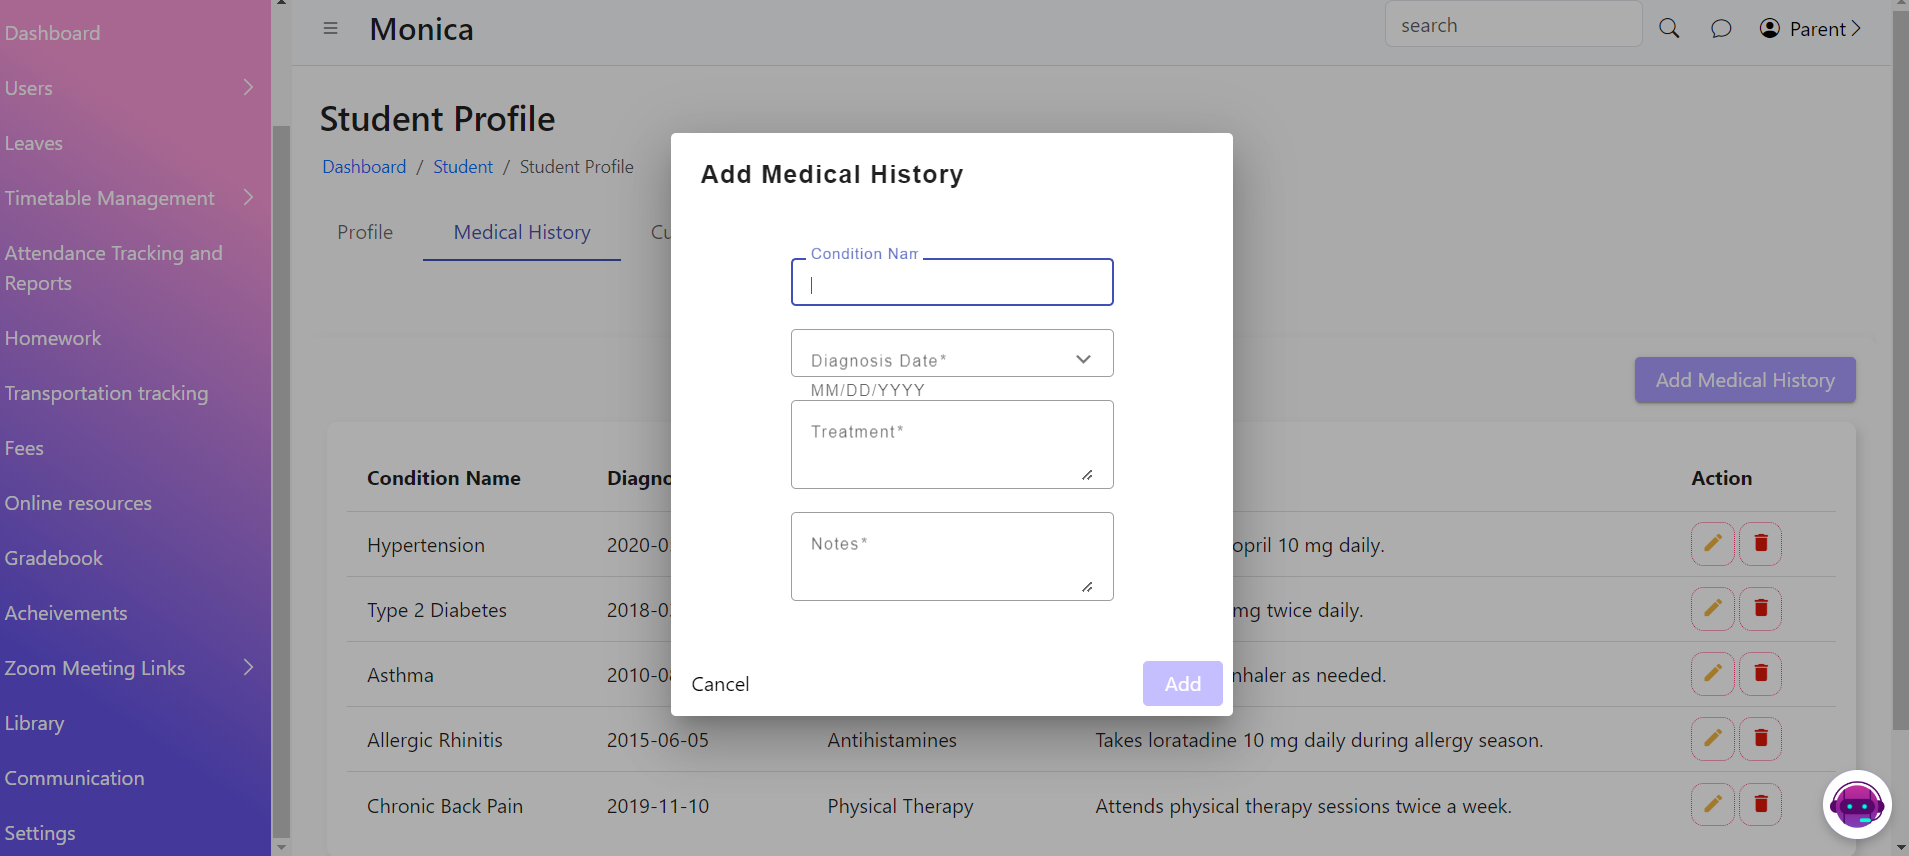 Dashboard
Users
Leaves
Timetable Management
Attendance Tracking and
Reports
Homework
Transportation tracking
Fees
Online resources
Gradebook
Acheivements
Zoom Meeting Links
Library
Communication
Settings
Monica
search
Parent
Student Profile
Dashboard / Student / Student Profile
Profile Medical History Cu
Add Medical History
Condition Name Diagno Action
Hypertension 2020-0 opril 10 mg daily.
Type 2 Diabetes 2018-0 mg twice daily.
Asthma 2010-0 nhaler as needed.
Allergic Rhinitis 2015-06-05 Antihistamines Takes loratadine 10 mg daily during allergy season.
Chronic Back Pain 2019-11-10 Physical Therapy Attends physical therapy sessions twice a week.
Add Medical History
Condition Nam
Diagnosis Date*
MM/DD/YYYY
Treatment*
Notes*
Cancel Add